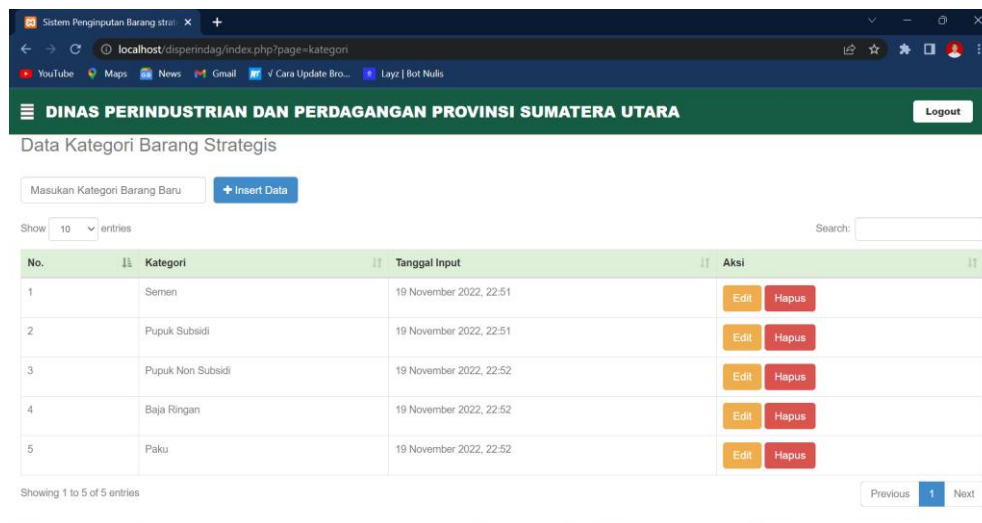 Sistem Penginputan Barang strat
localhost/disperindag/index.php?page=kategori
YouTube Maps News Gmail √ Cara Update Bro... Layz | Bot Nulis
DINAS PERINDUSTRIAN DAN PERDAGANGAN PROVINSI SUMATERA UTARA Logout
Data Kategori Barang Strategis
Masukan Kategori Barang Baru + Insert Data
Show 10 entries Search:
No. Kategori Tanggal Input Aksi
1 Semen 19 November 2022, 22:51 Edit Hapus
2 Pupuk Subsidi 19 November 2022, 22:51 Edit Hapus
3 Pupuk Non Subsidi 19 November 2022, 22:52 Edit Hapus
4 Baja Ringan 19 November 2022, 22:52 Edit Hapus
5 Paku 19 November 2022, 22:52 Edit Hapus
Showing 1 to 5 of 5 entries Previous 1 Next